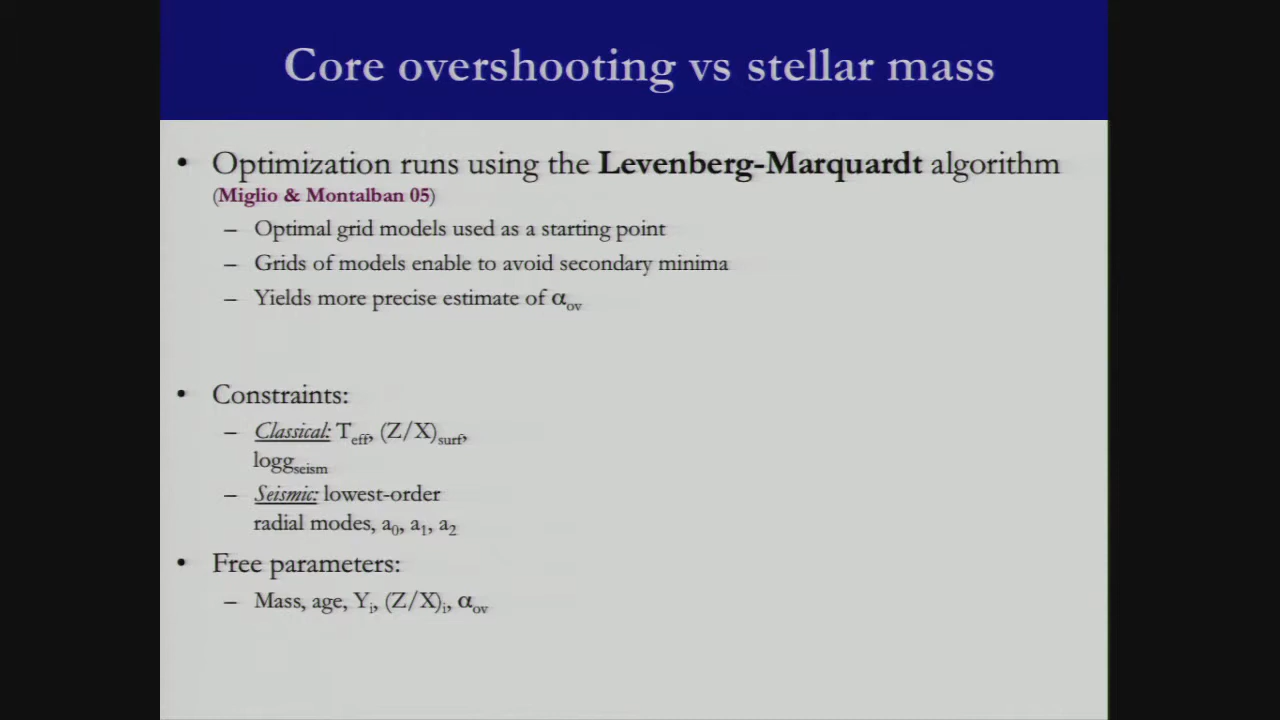 Core overshooting vs stellar mass
• Optimization runs using the Levenberg-Marquardt algorithm
(Miglio & Montalban 05)
– Optimal grid models used as a starting point
– Grids of models enable to avoid secondary minima
– Yields more precise estimate of αov
• Constraints:
– Classical: Teff, (Z/X)surf,
loggseism
– Seismic: lowest-order
radial modes, a0, a1, a2
• Free parameters:
– Mass, age, Yi, (Z/X)i, αov